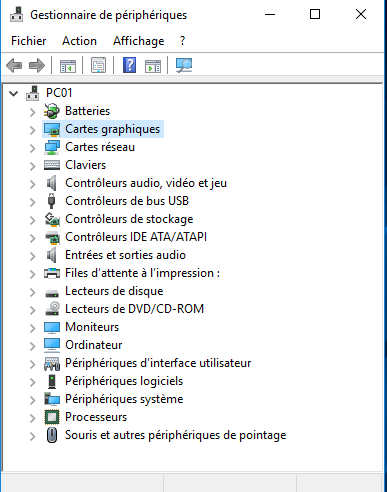 Gestionnaire de périphériques
Fichier Action Affichage ?
PC01
Batteries
Cartes graphiques
Cartes réseau
Claviers
Contrôleurs audio, vidéo et jeu
Contrôleurs de bus USB
Contrôleurs de stockage
Contrôleurs IDE ATA/ATAPI
Entrées et sorties audio
Files d'attente à l'impression :
Lecteurs de disque
Lecteurs de DVD/CD-ROM
Moniteurs
Ordinateur
Périphériques d'interface utilisateur
Périphériques logiciels
Périphériques système
Processeurs
Souris et autres périphériques de pointage